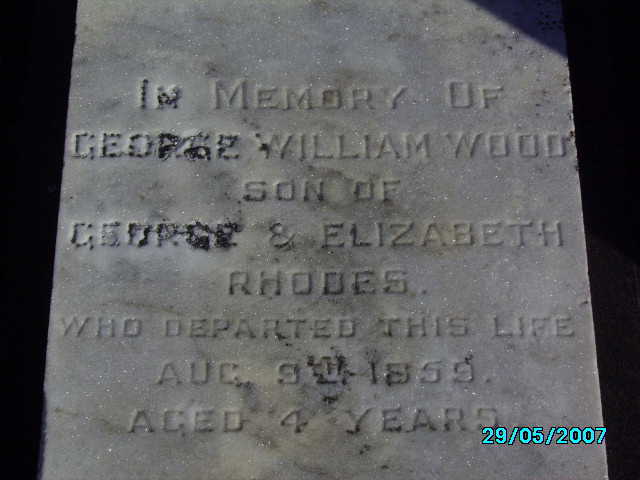 In Memory Of
GEORGE WILLIAM WOOD
SON OF
GEORGE & ELIZABETH
RHODES.
WHO DEPARTED THIS LIFE
AUG. 9TH 1859.
AGED 4 YEARS
29/05/2007